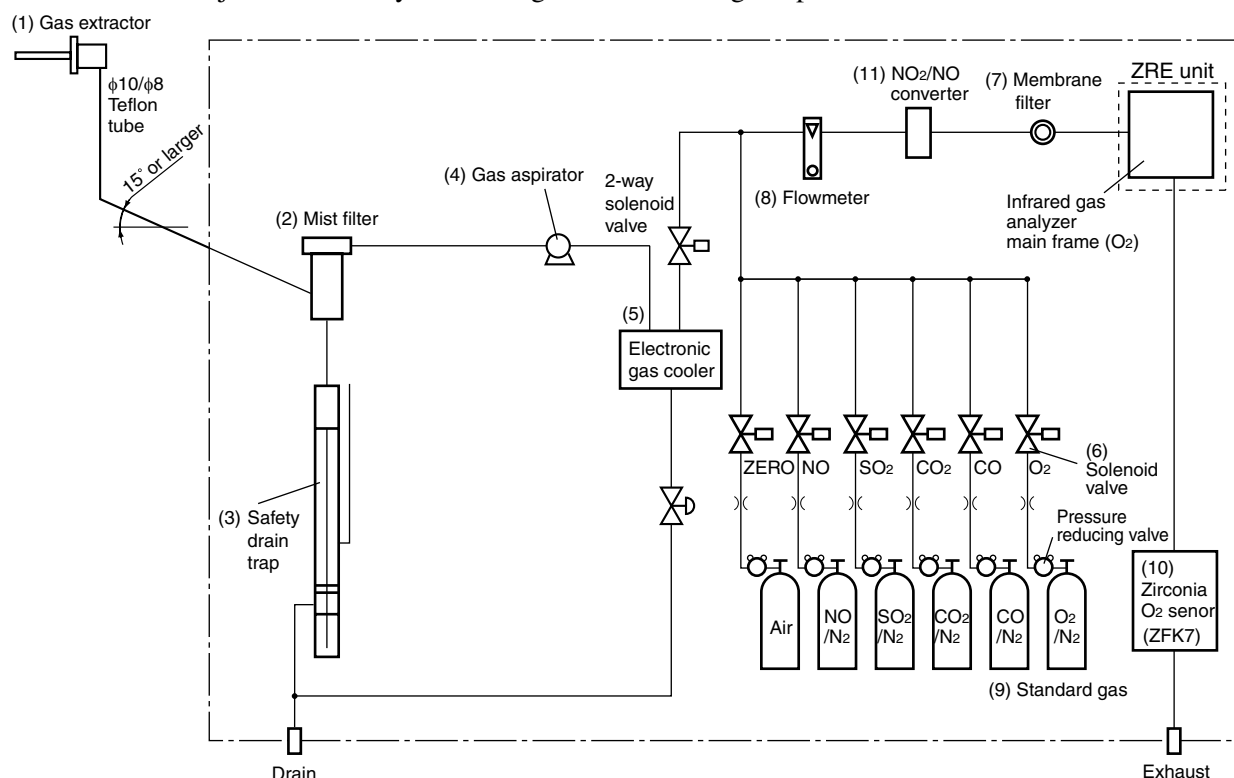 (1) Gas extractor
φ10/φ8
Teflon
tube
15° or larger
(2) Mist filter
(3) Safety
drain
trap
Drain
(4) Gas aspirator
2-way
solenoid
valve
(5)
Electronic
gas cooler
(8) Flowmeter
(11) NO2/NO
converter
(7) Membrane
filter
ZRE unit
Infrared gas
analyzer
main frame (O2)
ZERO NO SO2 CO2 CO O2
(6)
Solenoid
valve
Pressure
reducing valve
Air
NO
/N2
SO2
/N2
CO2
/N2
CO
/N2
O2
/N2
(9) Standard gas
(10)
Zirconia
O2 senor
(ZFK7)
Exhaust